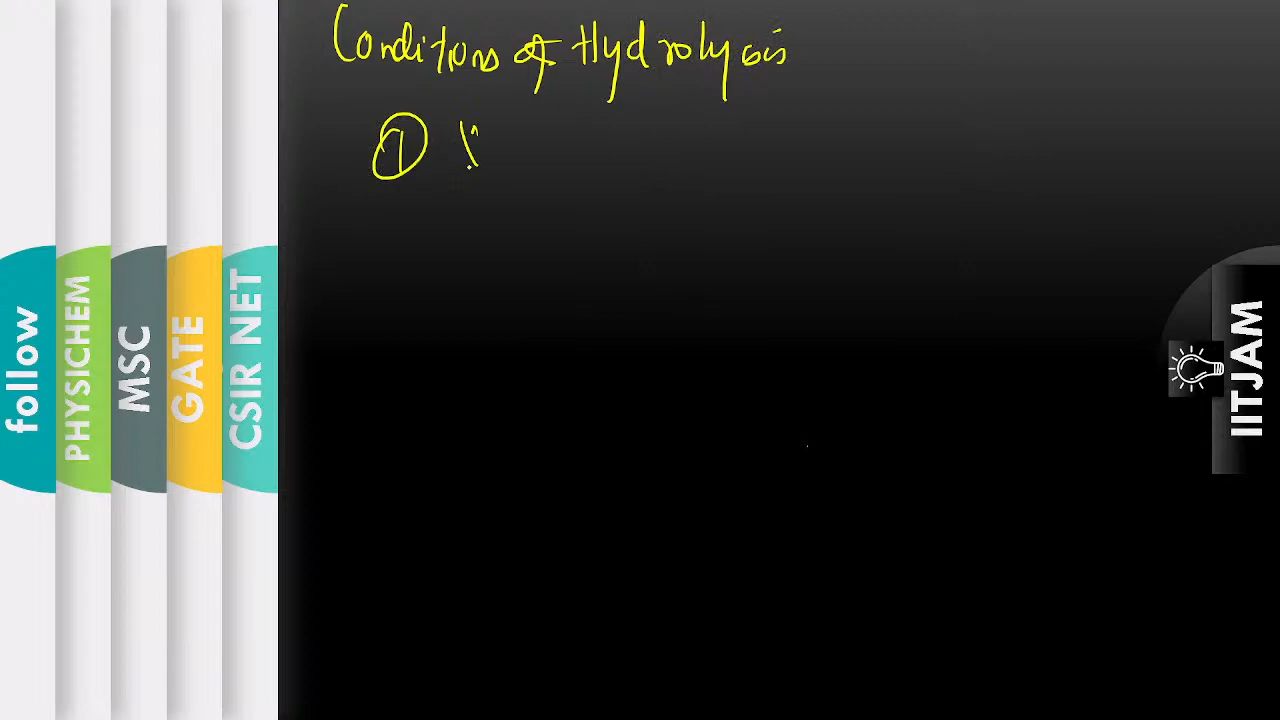 Conditions of Hydrolysis
①
follow
PHYSICHEM
MSC
GATE
CSIR NET
IITJAM